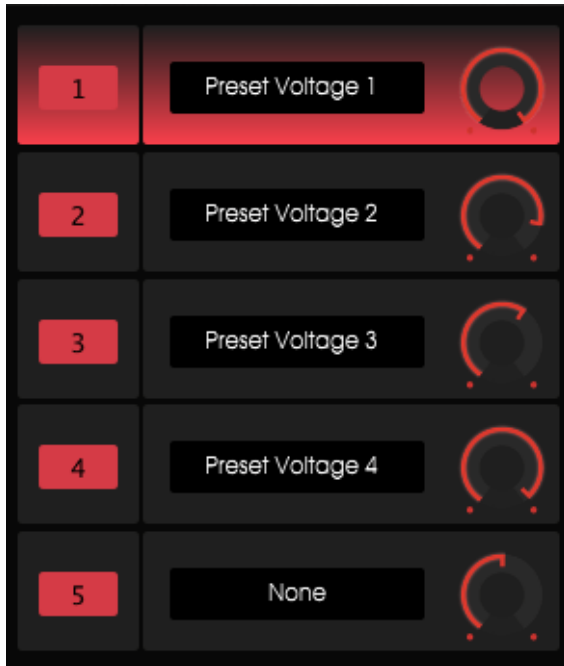 1 Preset Voltage 1
2 Preset Voltage 2
3 Preset Voltage 3
4 Preset Voltage 4
5 None